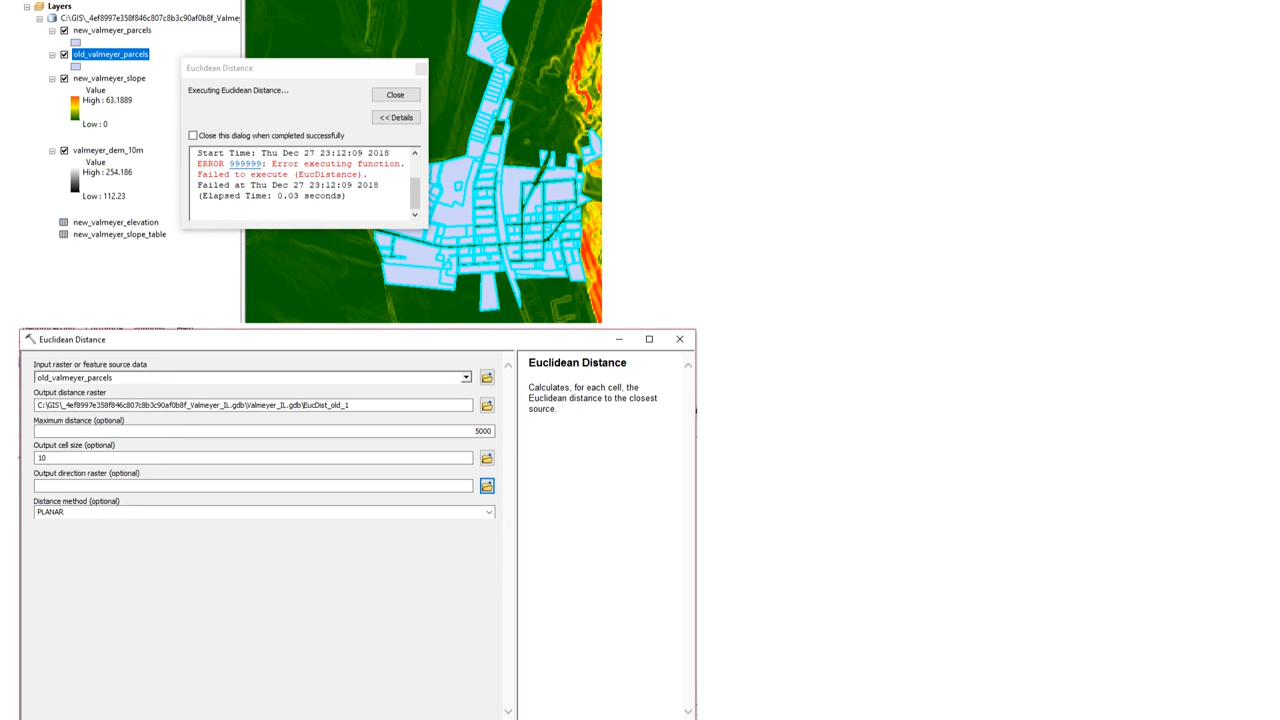 Layers
C:\GIS\_4ef8997e358f846c807c8b3c90af0b8f_Valmey
new_valmeyer_parcels
old_valmeyer_parcels
new_valmeyer_slope
Value
High : 63.1889
Low : 0
valmeyer_dem_10m
Value
High : 254.186
Low : 112.23
new_valmeyer_elevation
new_valmeyer_slope_table
Euclidean Distance
Executing Euclidean Distance...
Close
<< Details
Close this dialog when completed successfully
Start Time: Thu Dec 27 23:12:09 2018
ERROR 999999: Error executing function.
Failed to execute (EucDistance).
Failed at Thu Dec 27 23:12:09 2018
(Elapsed Time: 0.03 seconds)
Euclidean Distance
Input raster or feature source data
old_valmeyer_parcels
Output distance raster
C:\GIS\_4ef8997e358f846c807c8b3c90af0b8f_Valmeyer_IL.gdb\Valmeyer_IL.gdb\EucDist_old_1
Maximum distance (optional)
5000
Output cell size (optional)
10
Output direction raster (optional)
Distance method (optional)
PLANAR
Euclidean Distance
Calculates, for each cell, the
Euclidean distance to the closest
source.